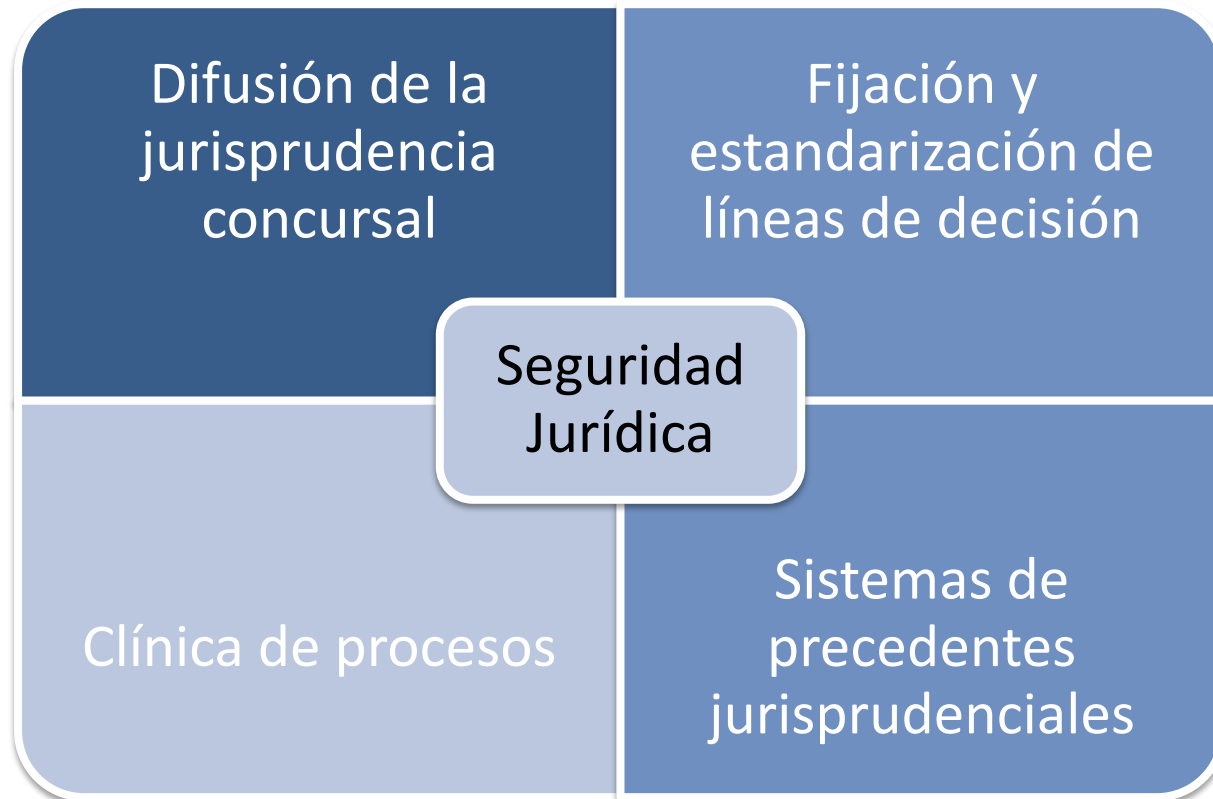 Difusión de la
jurisprudencia
concursal
Fijación y
estandarización de
líneas de decisión
Seguridad
Jurídica
Clínica de procesos
Sistemas de
precedentes
jurisprudenciales